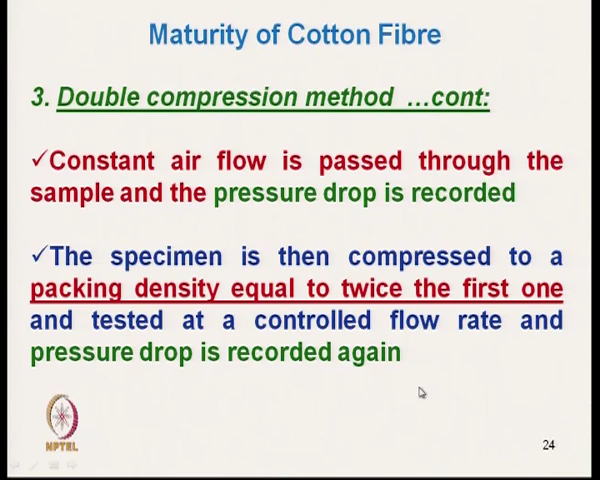 Maturity of Cotton Fibre
3. Double compression method ...cont:
✓Constant air flow is passed through the
sample and the pressure drop is recorded
✓The specimen is then compressed to a
packing density equal to twice the first one
and tested at a controlled flow rate and
pressure drop is recorded again
NPTEL
24